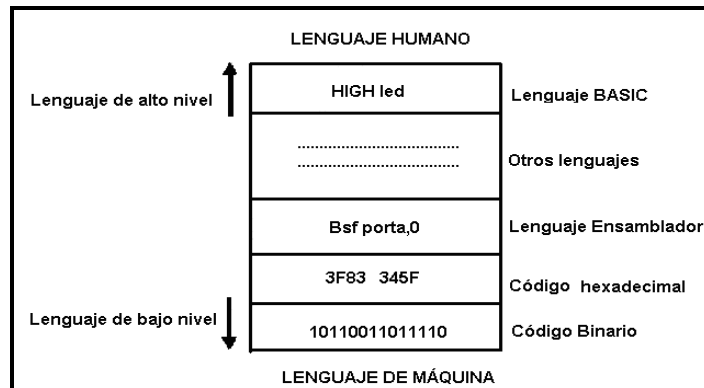 LENGUAJE HUMANO
Lenguaje de alto nivel
HIGH led
Lenguaje BASIC
....................................
....................................
Otros lenguajes
Bsf porta,0
Lenguaje Ensamblador
3F83 345F
Código hexadecimal
Lenguaje de bajo nivel
10110011011110
Código Binario
LENGUAJE DE MÁQUINA